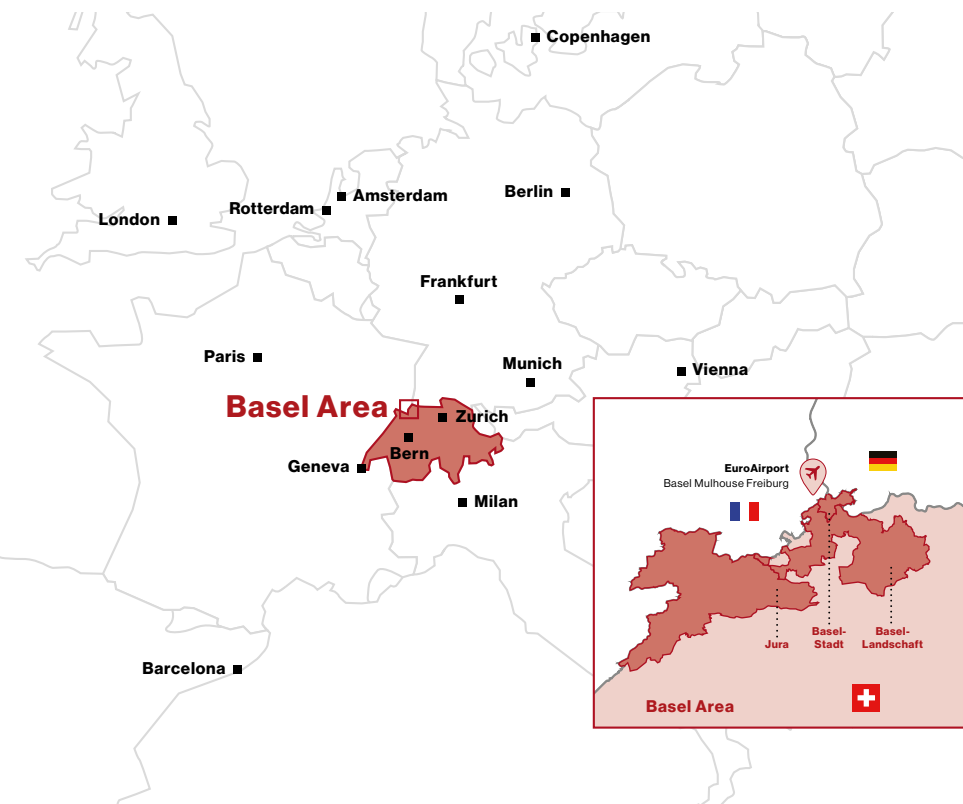 Copenhagen
Berlin
Amsterdam
Rotterdam
London
Frankfurt
Paris
Munich
Vienna
Basel Area
Zurich
Bern
Geneva
Milan
Barcelona
EuroAirport
Basel Mulhouse Freiburg
Jura
Basel-
Stadt
Basel-
Landschaft
Basel Area